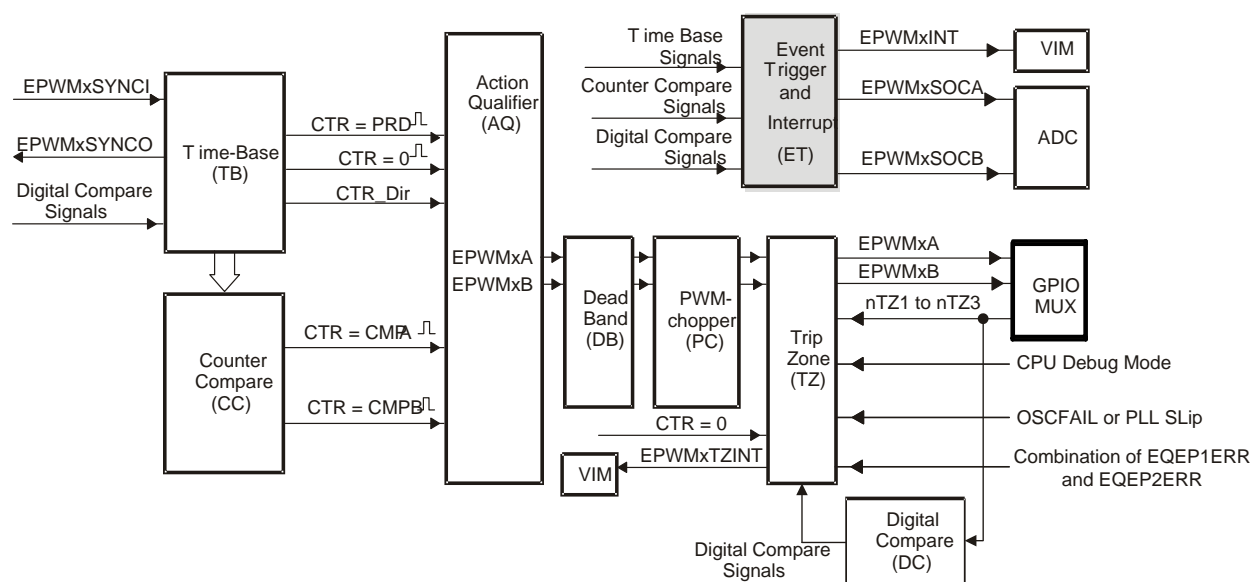 EPWMxSYNCI
EPWMxSYNCO
Digital Compare
Signals
Time-Base
(TB)
CTR = PRD
CTR = 0
CTR_Dir
Counter
Compare
(CC)
CTR = CMPA
CTR = CMPB
Action
Qualifier
(AQ)
EPWMxA
EPWMxB
Dead
Band
(DB)
PWM-
chopper
(PC)
Time Base
Signals
Counter Compare
Signals
Digital Compare
Signals
Event
Trigger
and
Interrupt
(ET)
EPWMxINT
EPWMxSOCA
EPWMxSOCB
VIM
ADC
Trip
Zone
(TZ)
EPWMxA
EPWMxB
nTZ1 to nTZ3
GPIO
MUX
CPU Debug Mode
OSCFAIL or PLL SLip
Combination of EQEP1ERR
and EQEP2ERR
CTR = 0
EPWMxTZINT
VIM
Digital Compare
Signals
Digital
Compare
(DC)